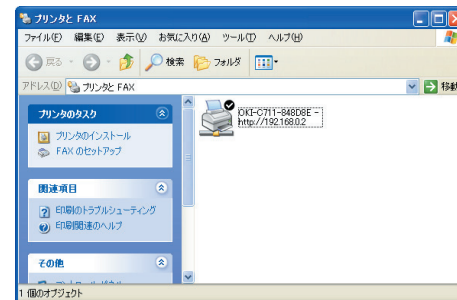 プリンタと FAX
ファイル(F) 編集(E) 表示(V) お気に入り(A) ツール(T) ヘルプ(H)
戻る 検索 フォルダ
アドレス(D) プリンタと FAX 移動
プリンタのタスク
プリンタのインストール
FAX のセットアップ
関連項目
印刷のトラブルシューティング
印刷関連のヘルプ
その他
OKI-C711-848D8E -
http://192.168.0.2
1 個のオブジェクト